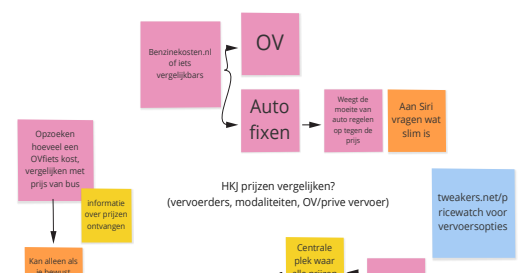 Benzinekosten.nl
of iets
vergelijkbars
OV
Auto
fixen
Weegt de
moeite van
auto regelen
op tegen de
prijs
Aan Siri
vragen wat
slim is
Opzoeken
hoeveel een
OVfiets kost,
vergelijken met
prijs van bus
informatie
over prijzen
ontvangen
HKJ prijzen vergelijken?
(vervoerders, modaliteiten, OV/prive vervoer)
tweakers.net/p
ricewatch voor
vervoersopties
Kan alleen als
je bewust
Centrale
plek waar
alle prijzen